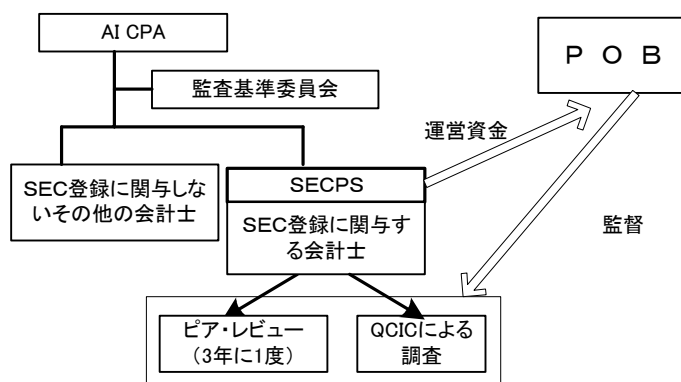 AI CPA
P O B
監査基準委員会
運営資金
SEC登録に関与しな
いその他の会計士
SECPS
SEC登録に関与す
る会計士
監督
ピア・レビュー
(3年に1度)
QCICによる
調査